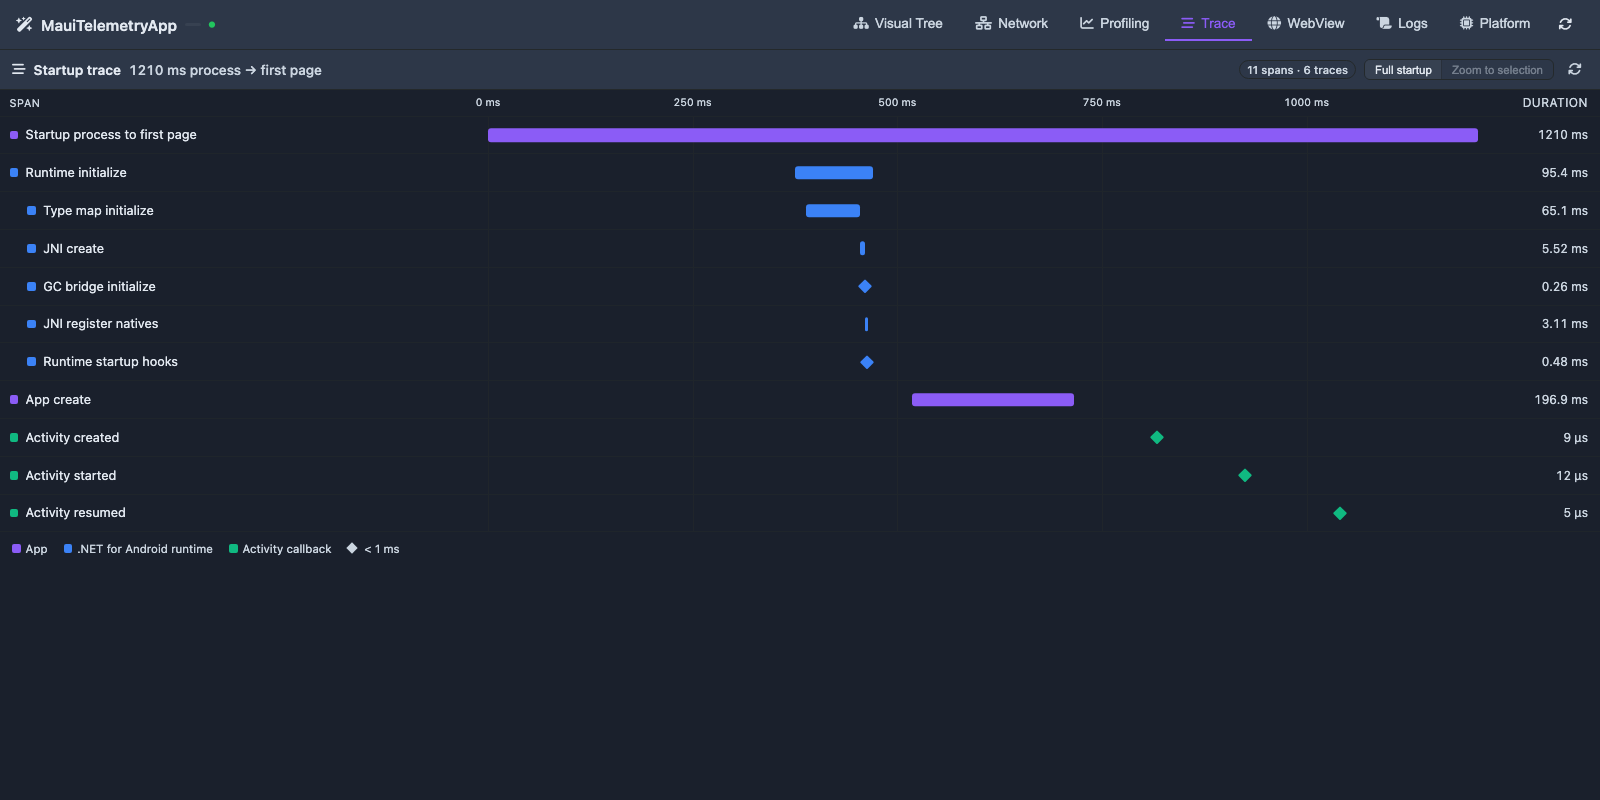 MauiTelemetryApp
Visual Tree Network Profiling Trace WebView Logs Platform
Startup trace 1210 ms process → first page 11 spans · 6 traces Full startup Zoom to selection
SPAN 0 ms 250 ms 500 ms 750 ms 1000 ms DURATION
Startup process to first page 1210 ms
Runtime initialize 95.4 ms
Type map initialize 65.1 ms
JNI create 5.52 ms
GC bridge initialize 0.26 ms
JNI register natives 3.11 ms
Runtime startup hooks 0.48 ms
App create 196.9 ms
Activity created 9 µs
Activity started 12 µs
Activity resumed 5 µs
App .NET for Android runtime Activity callback < 1 ms